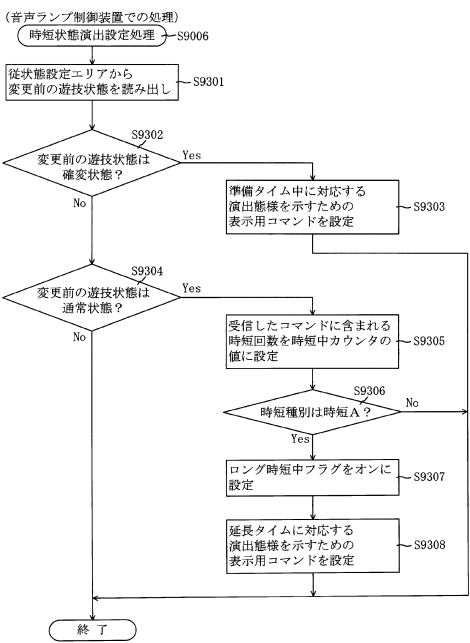 (音声ランプ制御装置での処理)
時短状態演出設定処理
S9006
従状態設定エリアから
変更前の遊技状態を読み出し
S9301
S9302
変更前の遊技状態は
確変状態？
Yes
No
準備タイム中に対応する
演出態様を示すための
表示用コマンドを設定
S9303
S9304
変更前の遊技状態は
通常状態？
Yes
No
受信したコマンドに含まれる
時短回数を時短中カウンタの
値に設定
S9305
S9306
時短種別は時短Ａ？
No
Yes
ロング時短中フラグをオンに
設定
S9307
延長タイムに対応する
演出態様を示すための
表示用コマンドを設定
S9308
終 了